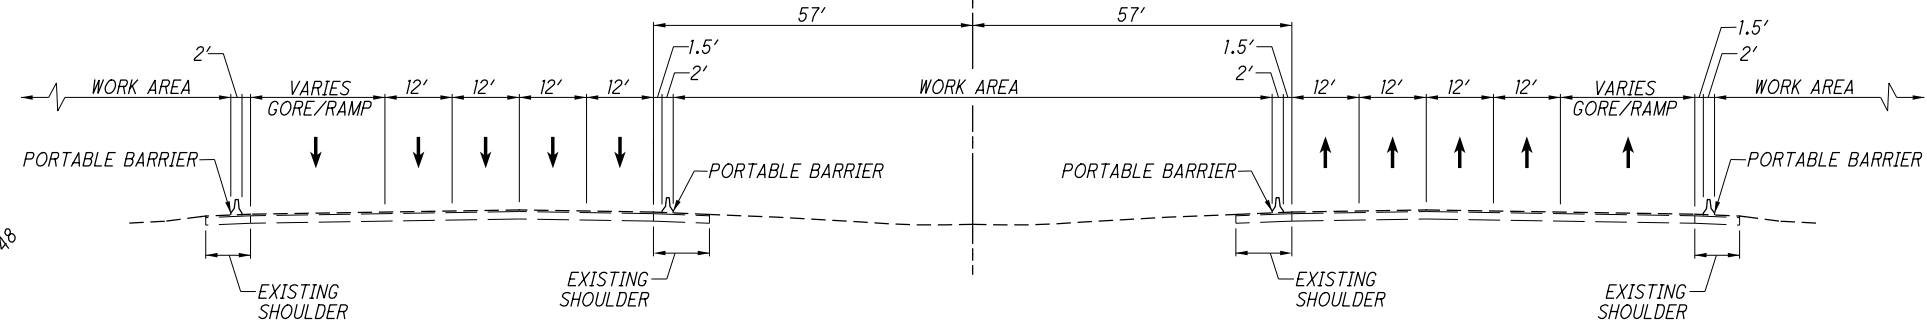 57' 57'
1.5'
2' 1.5' 1.5' 2'
2' 2'
WORK AREA VARIES 12' 12' 12' 12' WORK AREA 12' 12' 12' 12' VARIES WORK AREA
GORE/RAMP GORE/RAMP
PORTABLE BARRIER PORTABLE BARRIER PORTABLE BARRIER PORTABLE BARRIER
48
EXISTING EXISTING EXISTING EXISTING
SHOULDER SHOULDER SHOULDER SHOULDER